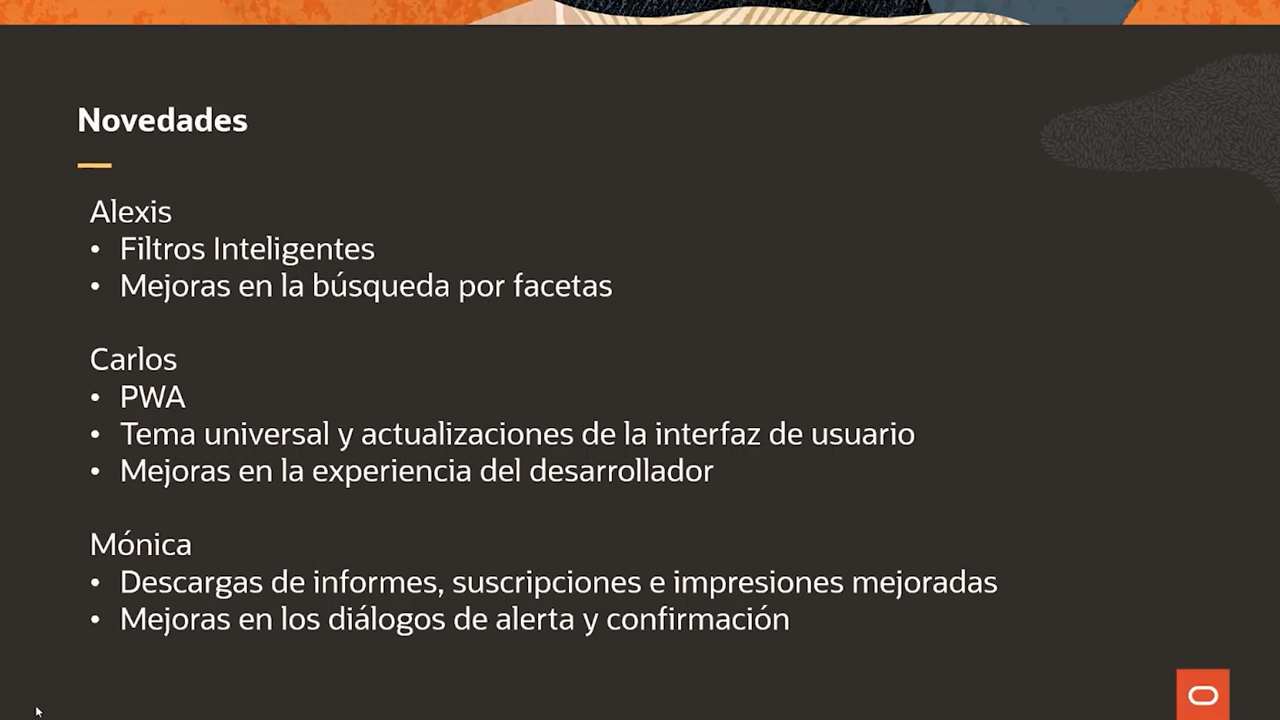 Novedades
Alexis
• Filtros Inteligentes
• Mejoras en la búsqueda por facetas
Carlos
• PWA
• Tema universal y actualizaciones de la interfaz de usuario
• Mejoras en la experiencia del desarrollador
Mónica
• Descargas de informes, suscripciones e impresiones mejoradas
• Mejoras en los diálogos de alerta y confirmación